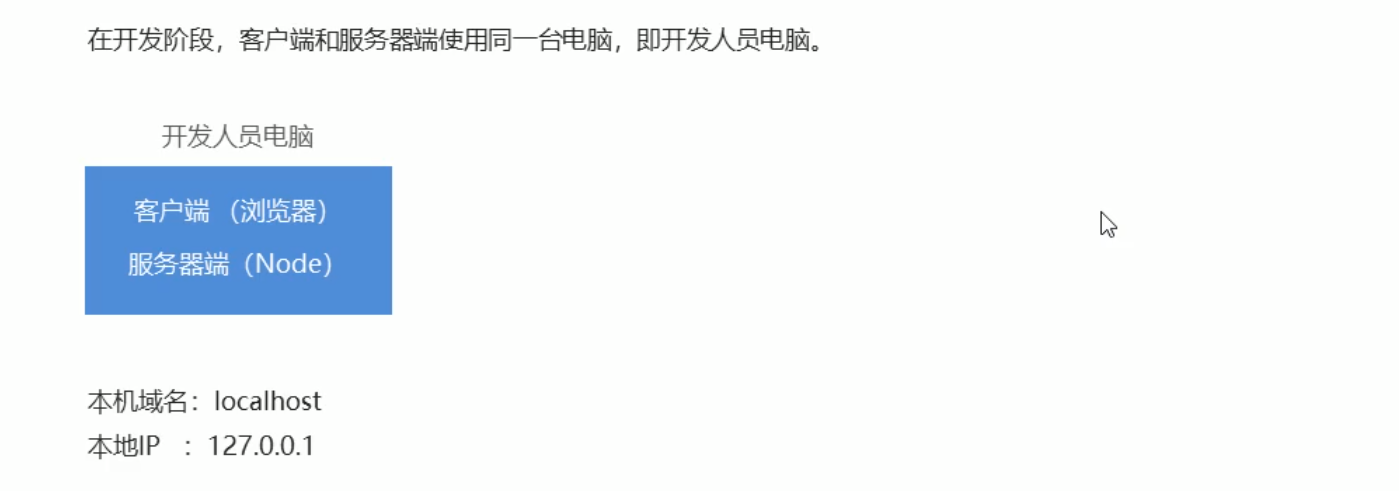 在开发阶段，客户端和服务器端使用同一台电脑，即开发人员电脑。
开发人员电脑
客户端 （浏览器）
服务器端（Node）
本机域名：localhost
本地IP ：127.0.0.1